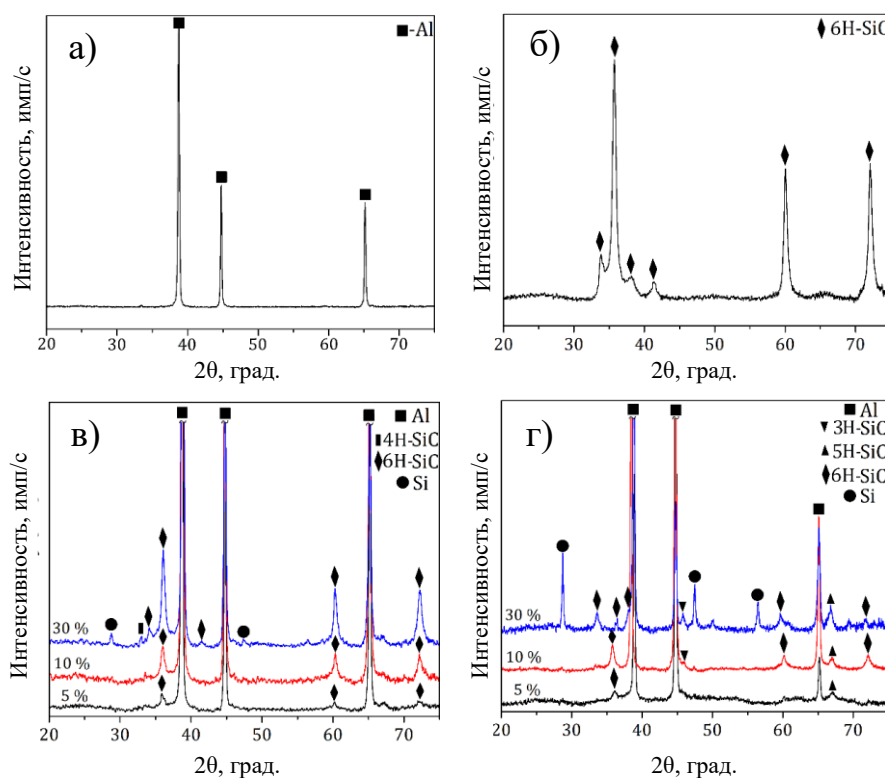 а)
■-Al
Интенсивность, имп/с
20 30 40 50 60 70
2θ, град.
б)
6H-SiC
Интенсивность, имп/с
20 30 40 50 60 70
2θ, град.
в)
Al
4H-SiC
6H-SiC
Si
30 %
10 %
5 %
Интенсивность, имп/с
20 30 40 50 60 70
2θ, град.
г)
Al
3H-SiC
5H-SiC
6H-SiC
Si
30 %
10 %
5 %
Интенсивность, имп/с
20 30 40 50 60 70
2θ, град.